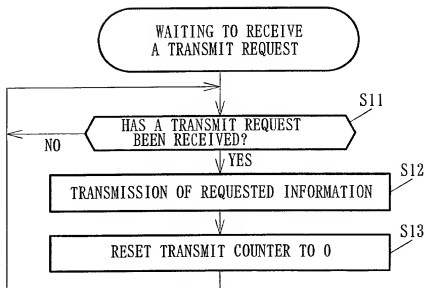 WAITING TO RECEIVE
A TRANSMIT REQUEST
S11
HAS A TRANSMIT REQUEST
BEEN RECEIVED?
NO
YES
S12
TRANSMISSION OF REQUESTED INFORMATION
S13
RESET TRANSMIT COUNTER TO 0